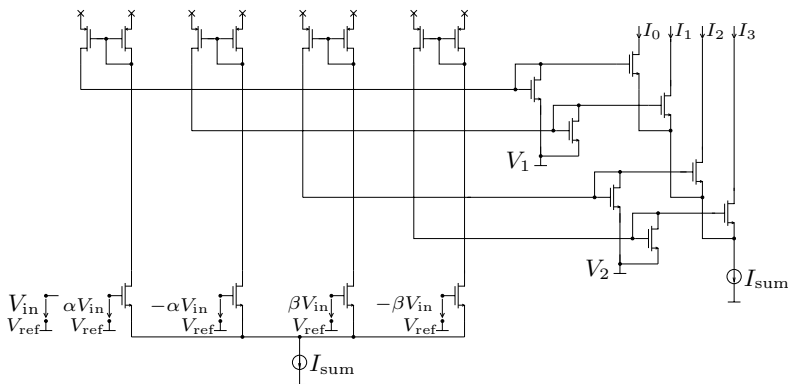 I0 I1 I2 I3
V1
V2
Isum
Vin αVin −αVin βVin −βVin
Vref Vref Vref Vref Vref
Isum